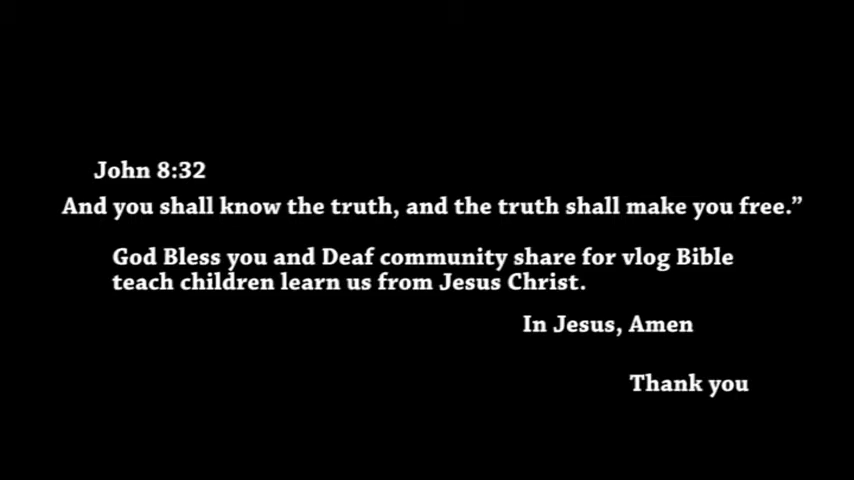 John 8:32
And you shall know the truth, and the truth shall make you free.”
God Bless you and Deaf community share for vlog Bible
teach children learn us from Jesus Christ.
In Jesus, Amen
Thank you